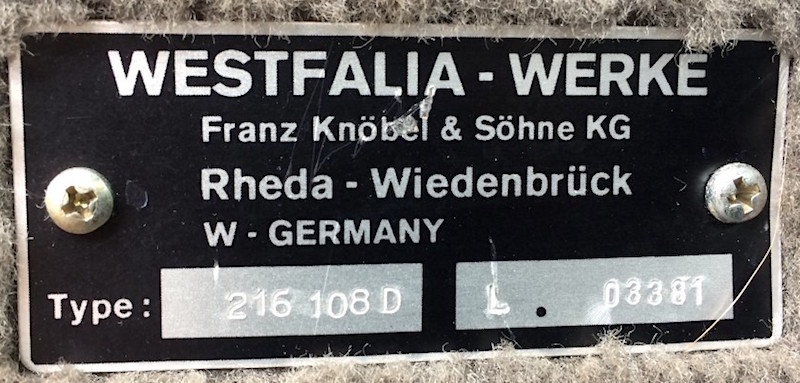 WESTFALIA - WERKE
Franz Knöbel & Söhne KG
Rheda - Wiedenbrück
W - GERMANY
Type: 216 108 D L . 03381